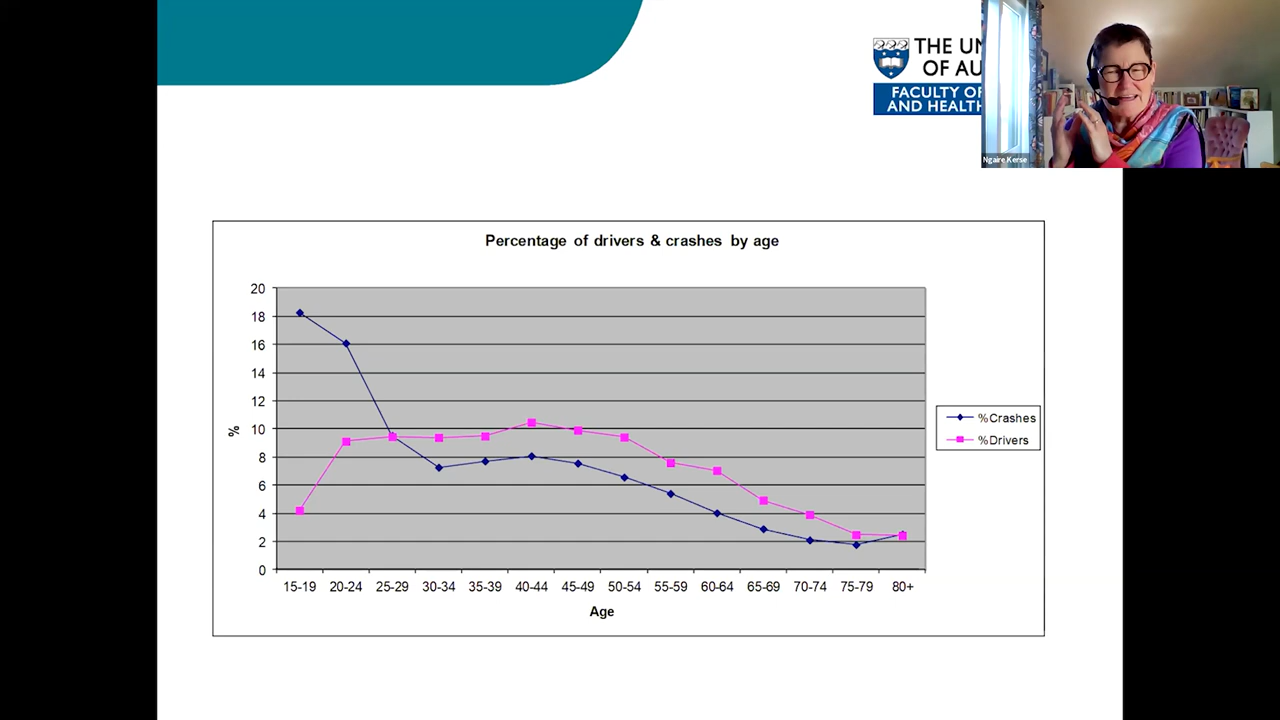 THE UN
OF AU
FACULTY OF
AND HEALTH
Ngaire Kerse
Percentage of drivers & crashes by age
20
18
16
14
12
10
8
6
4
2
0
%
15-19 20-24 25-29 30-34 35-39 40-44 45-49 50-54 55-59 60-64 65-69 70-74 75-79 80+
Age
%Crashes
%Drivers